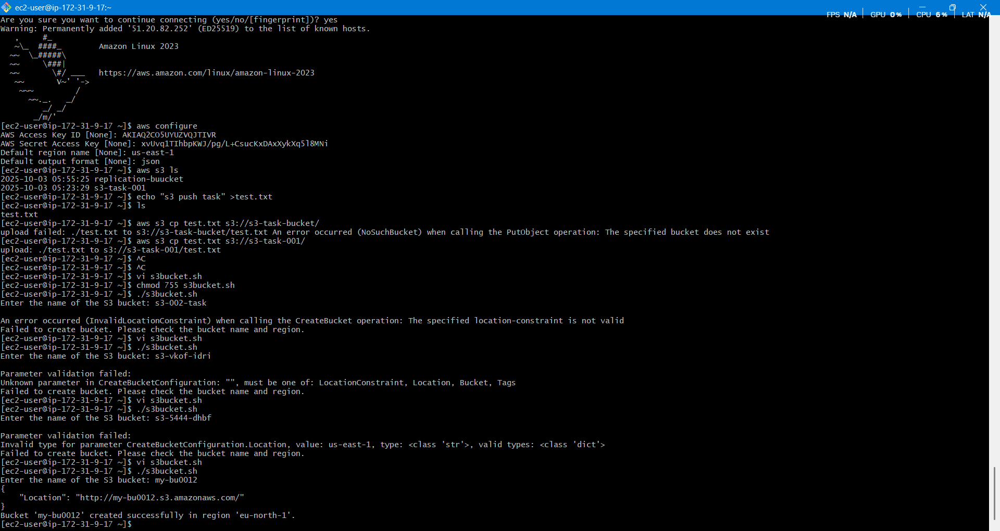 ec2-user@ip-172-31-9-17:~
FPS N/A | GPU 0% | CPU 6% | LAT N/A
Are you sure you want to continue connecting (yes/no/[fingerprint])? yes
Warning: Permanently added '51.20.82.252' (ED25519) to the list of known hosts.
   ,     #_
   ~\_  ####_        Amazon Linux 2023
  ~~  \_#####\
  ~~     \###|
  ~~       \#/ ___   https://aws.amazon.com/linux/amazon-linux-2023
   ~~       V~' '->
    ~~~         /
      ~~._.   _/
         _/ _/
       _/m/'
[ec2-user@ip-172-31-9-17 ~]$ aws configure
AWS Access Key ID [None]: AKIAQ2CO5UYUZVQJTIVR
AWS Secret Access Key [None]: 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
Default region name [None]: us-east-1
Default output format [None]: json
[ec2-user@ip-172-31-9-17 ~]$ aws s3 ls
2025-10-03 05:55:25 replication-buucket
2025-10-03 05:23:29 s3-task-001
[ec2-user@ip-172-31-9-17 ~]$ echo "s3 push task" >test.txt
[ec2-user@ip-172-31-9-17 ~]$ ls
test.txt
[ec2-user@ip-172-31-9-17 ~]$ aws s3 cp test.txt s3://s3-task-bucket/
upload failed: ./test.txt to s3://s3-task-bucket/test.txt An error occurred (NoSuchBucket) when calling the PutObject operation: The specified bucket does not exist
[ec2-user@ip-172-31-9-17 ~]$ aws s3 cp test.txt s3://s3-task-001/
upload: ./test.txt to s3://s3-task-001/test.txt
[ec2-user@ip-172-31-9-17 ~]$ ^C
[ec2-user@ip-172-31-9-17 ~]$ ^C
[ec2-user@ip-172-31-9-17 ~]$ vi s3bucket.sh
[ec2-user@ip-172-31-9-17 ~]$ chmod 755 s3bucket.sh
[ec2-user@ip-172-31-9-17 ~]$ ./s3bucket.sh
Enter the name of the S3 bucket: s3-002-task
An error occurred (InvalidLocationConstraint) when calling the CreateBucket operation: The specified location-constraint is not valid
Failed to create bucket. Please check the bucket name and region.
[ec2-user@ip-172-31-9-17 ~]$ vi s3bucket.sh
[ec2-user@ip-172-31-9-17 ~]$ ./s3bucket.sh
Enter the name of the S3 bucket: s3-vkof-idri
Parameter validation failed:
Unknown parameter in CreateBucketConfiguration: "", must be one of: LocationConstraint, Location, Bucket, Tags
Failed to create bucket. Please check the bucket name and region.
[ec2-user@ip-172-31-9-17 ~]$ vi s3bucket.sh
[ec2-user@ip-172-31-9-17 ~]$ ./s3bucket.sh
Enter the name of the S3 bucket: s3-5444-dhbf
Parameter validation failed:
Invalid type for parameter CreateBucketConfiguration.Location, value: us-east-1, type: <class 'str'>, valid types: <class 'dict'>
Failed to create bucket. Please check the bucket name and region.
[ec2-user@ip-172-31-9-17 ~]$ vi s3bucket.sh
[ec2-user@ip-172-31-9-17 ~]$ ./s3bucket.sh
Enter the name of the S3 bucket: my-bu0012
{
    "Location": "http://my-bu0012.s3.amazonaws.com/"
}
Bucket 'my-bu0012' created successfully in region 'eu-north-1'.
[ec2-user@ip-172-31-9-17 ~]$